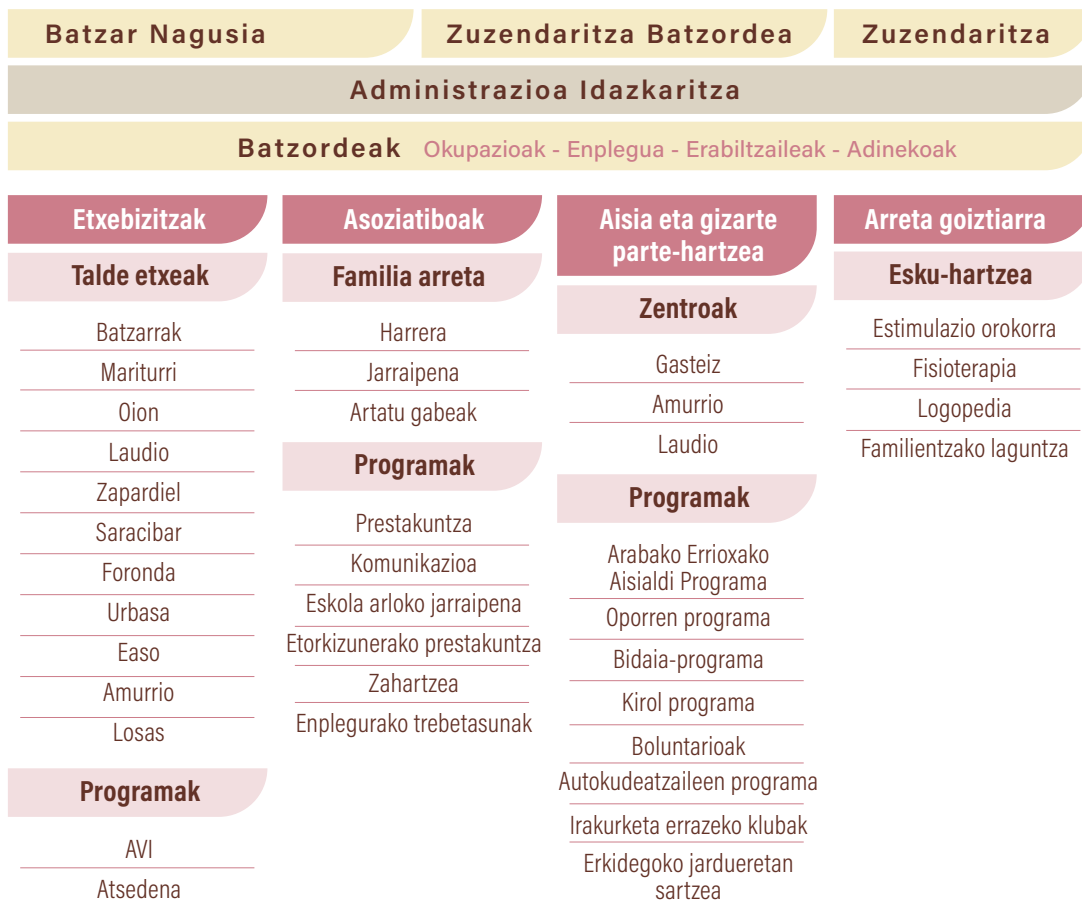 Batzar Nagusia
Zuzendaritza Batzordea
Zuzendaritza
Administrazioa Idazkaritza
Batzordeak Okupazioak - Enplegua - Erabiltzaileak - Adinekoak
Etxebizitzak
Talde etxeak
Batzarrak
Mariturri
Oion
Laudio
Zapardiel
Saracibar
Foronda
Urbasa
Easo
Amurrio
Losas
Programak
AVI
Atsedena
Asoziatiboak
Familia arreta
Harrera
Jarraipena
Artatu gabeak
Programak
Prestakuntza
Komunikazioa
Eskola arloko jarraipena
Etorkizunerako prestakuntza
Zahartzea
Enplegurako trebetasunak
Aisia eta gizarte
parte-hartzea
Zentroak
Gasteiz
Amurrio
Laudio
Programak
Arabako Errioxako
Aisialdi Programa
Oporren programa
Bidaia-programa
Kirol programa
Boluntarioak
Autokudeatzaileen programa
Irakurketa errazeko klubak
Erkidegoko jardueretan
sartzea
Arreta goiztiarra
Esku-hartzea
Estimulazio orokorra
Fisioterapia
Logopedia
Familientzako laguntza